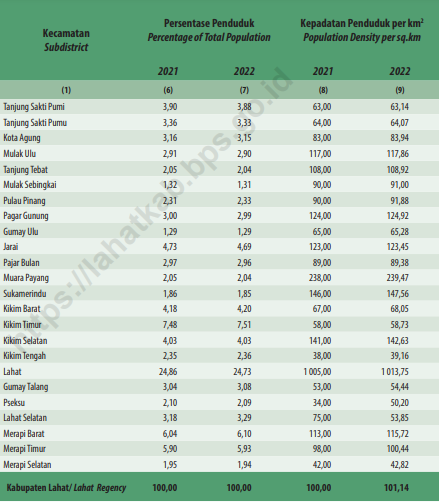 Kecamatan
Subdistrict
Persentase Penduduk
Percentage of Total Population
Kepadatan Penduduk per km²
Population Density per sq.km
2021 2022 2021 2022
(1) (6) (7) (8) (9)
Tanjung Sakti Pumi 3,90 3,88 63,00 63,14
Tanjung Sakti Pumu 3,36 3,33 64,00 64,07
Kota Agung 3,16 3,15 83,00 83,94
Mulak Ulu 2,91 2,90 117,00 117,86
Tanjung Tebat 2,05 2,04 108,00 108,92
Mulak Sebingkai 1,32 1,31 90,00 91,00
Pulau Pinang 2,31 2,33 90,00 91,88
Pagar Gunung 3,00 2,99 124,00 124,92
Gumay Ulu 1,29 1,29 65,00 65,28
Jarai 4,73 4,69 123,00 123,45
Pajar Bulan 2,97 2,96 89,00 89,38
Muara Payang 2,05 2,04 238,00 239,47
Sukamerindu 1,86 1,85 146,00 147,56
Kikim Barat 4,18 4,20 67,00 68,05
Kikim Timur 7,48 7,51 58,00 58,73
Kikim Selatan 4,03 4,03 141,00 142,63
Kikim Tengah 2,35 2,36 38,00 39,16
Lahat 24,86 24,73 1 005,00 1 013,75
Gumay Talang 3,04 3,08 53,00 54,44
Pseksu 2,10 2,09 34,00 50,20
Lahat Selatan 3,18 3,29 75,00 53,85
Merapi Barat 6,04 6,10 113,00 115,72
Merapi Timur 5,90 5,93 98,00 100,44
Merapi Selatan 1,95 1,94 42,00 42,82
Kabupaten Lahat/ Lahat Regency 100,00 100,00 100,00 101,14
https://lahatkab.bps.go.id